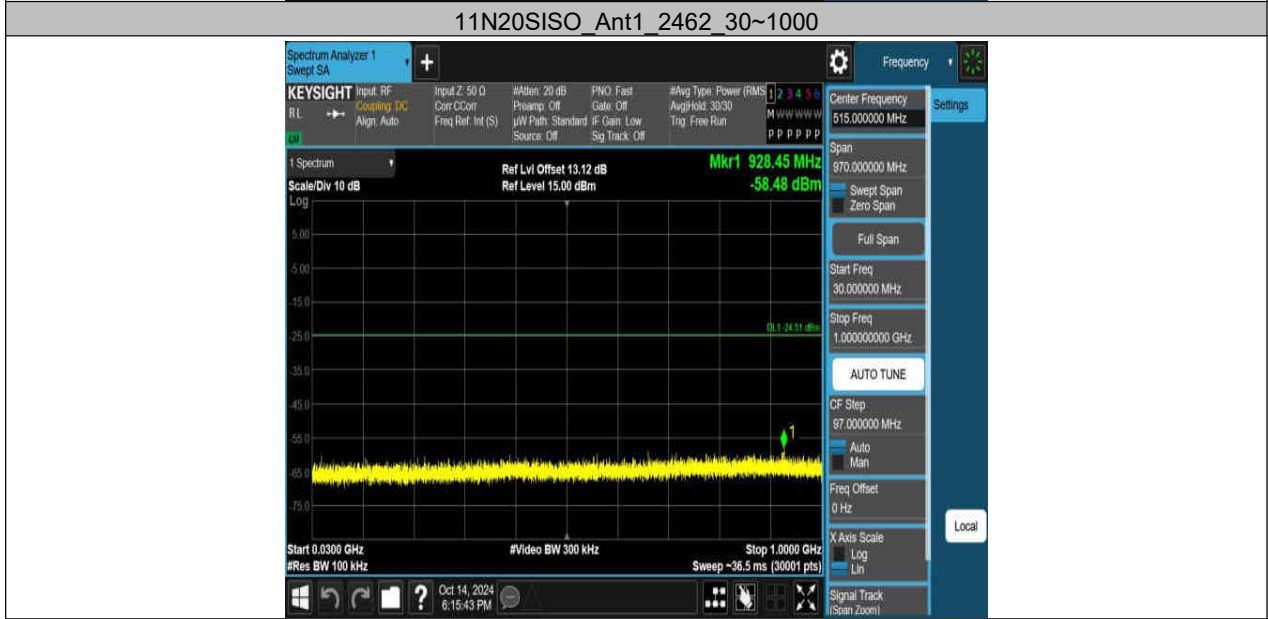 11N20SISO_Ant1_2462_30~1000
Spectrum Analyzer 1
Swept SA
+
Frequency
KEYSIGHT
RL
Input: RF
Coupling: DC
Align: Auto
Input Z: 50 Ω
Corr CCorr
Freq Ref: Int (S)
#Atten: 20 dB
Preamp: Off
µW Path: Standard
Source: Off
PNO: Fast
Gate: Off
IF Gain: Low
Sig Track: Off
#Avg Type: Power (RMS
Avg|Hold: 30/30
Trig: Free Run
1 2 3 4 5 6
M W W W W W
P P P P P P
1 Spectrum
Scale/Div 10 dB
Log
Ref Lvl Offset 13.12 dB
Ref Level 15.00 dBm
Mkr1 928.45 MHz
-58.48 dBm
5.00
-5.00
-15.0
-25.0
-35.0
-45.0
-55.0
-65.0
-75.0
DL1 -24.51 dBm
1
Start 0.0300 GHz
#Res BW 100 kHz
#Video BW 300 kHz
Stop 1.0000 GHz
Sweep ~36.5 ms (30001 pts)
?
Oct 14, 2024
6:15:43 PM
Center Frequency
515.000000 MHz
Settings
Span
970.000000 MHz
Swept Span
Zero Span
Full Span
Start Freq
30.000000 MHz
Stop Freq
1.000000000 GHz
AUTO TUNE
CF Step
97.000000 MHz
Auto
Man
Freq Offset
0 Hz
X Axis Scale
Log
Lin
Local
Signal Track
(Span Zoom)